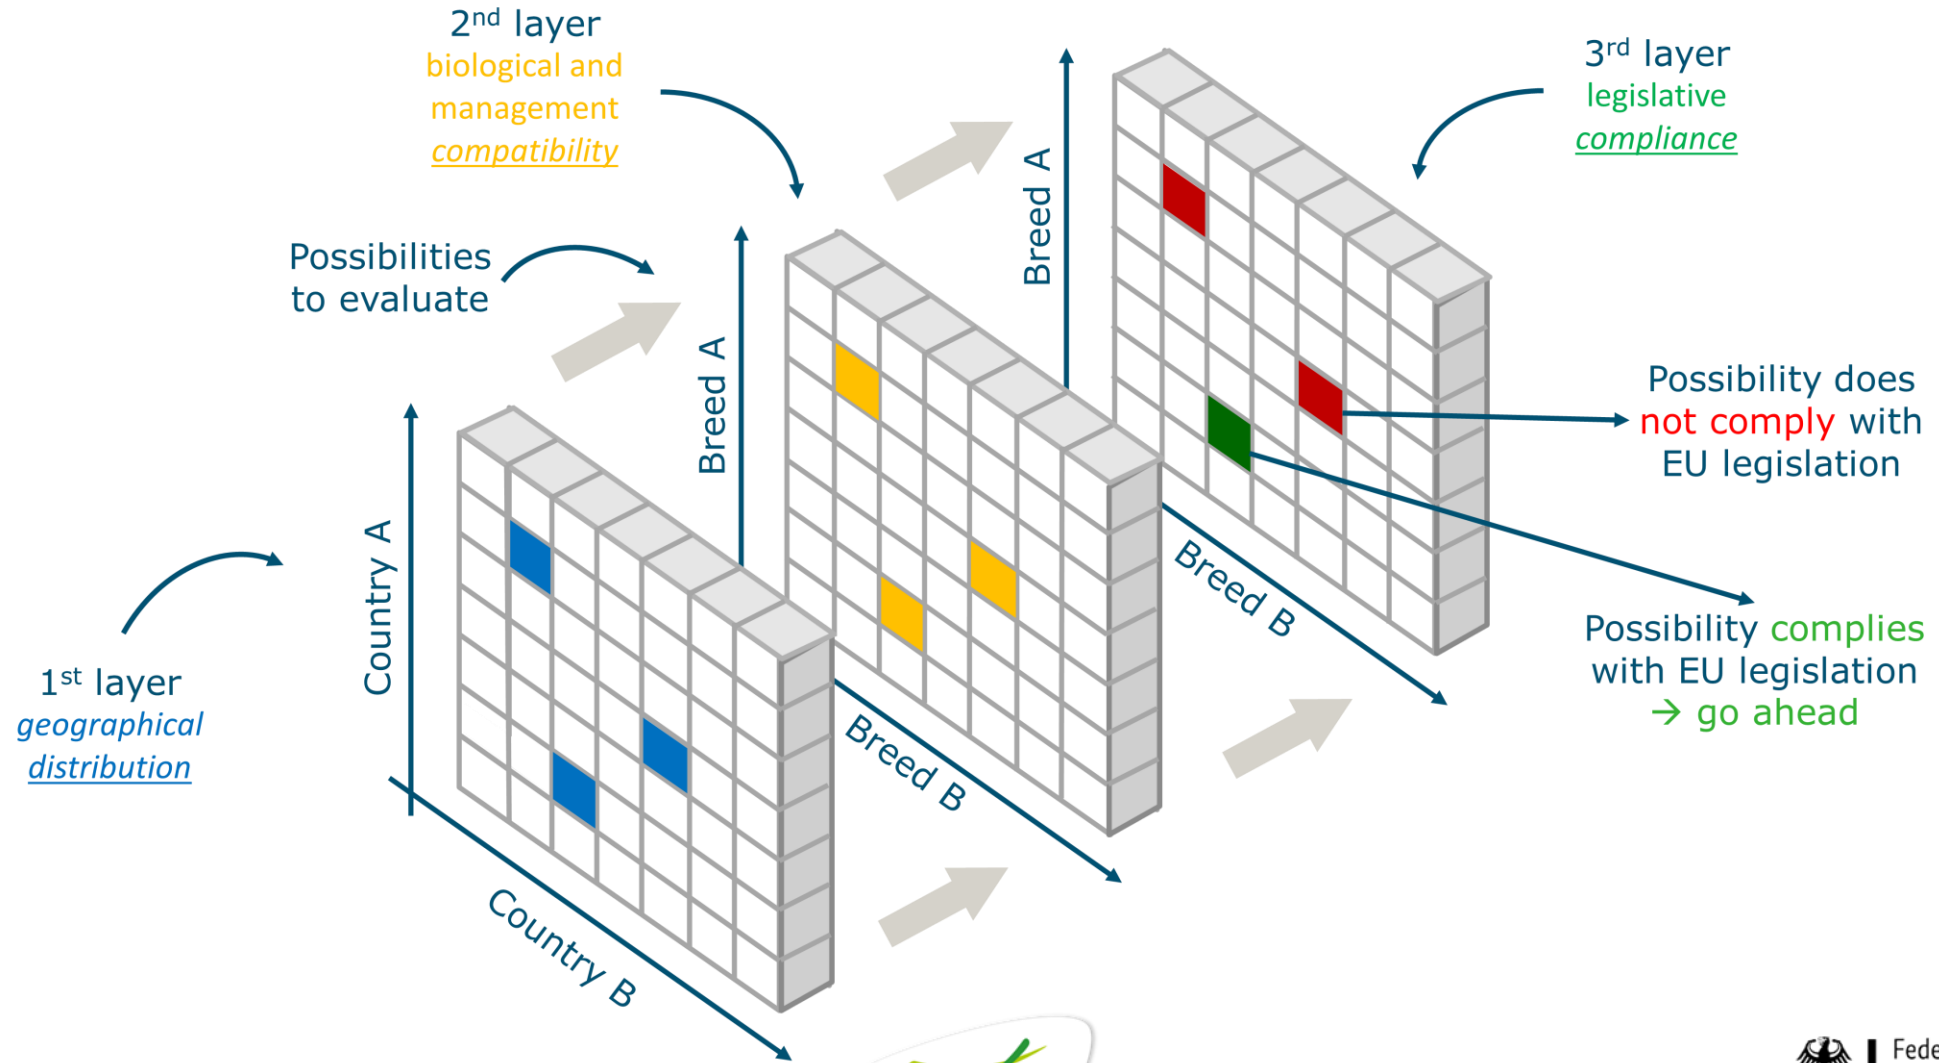 2nd layer
biological and
management
compatibility
3rd layer
legislative
compliance
Possibilities
to evaluate
Breed A
Breed A
Country A
1st layer
geographical
distribution
Possibility does
not comply with
EU legislation
Breed B
Possibility complies
with EU legislation
→ go ahead
Breed B
Country B